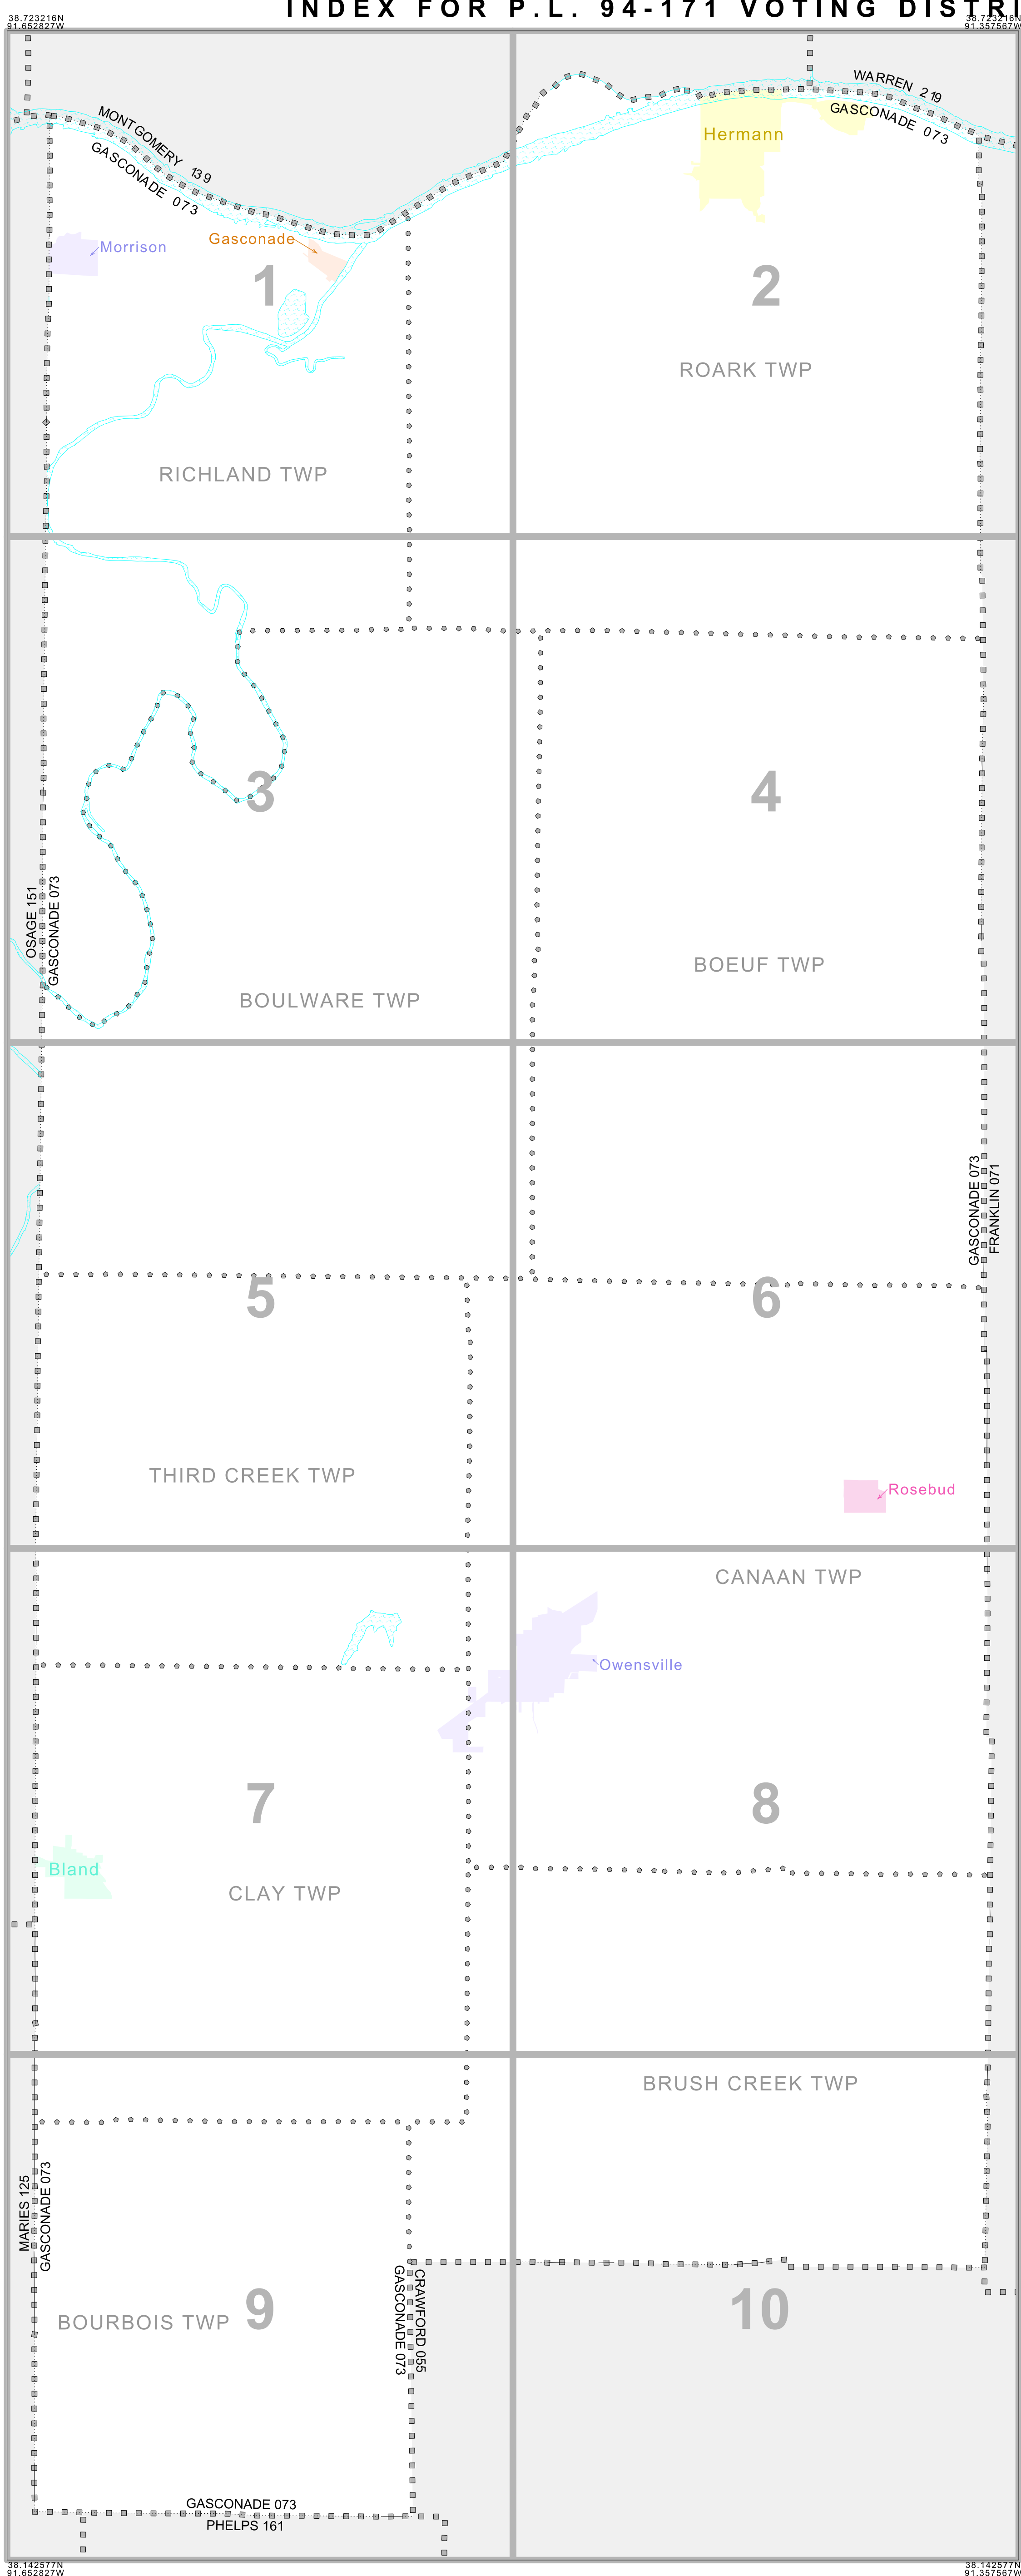 INDEX FOR P.L. 94-171 VOTING DISTRI
38.723216N
91.652827W
38.723216N
91.357567W
WARREN 219
GASCONADE 073
MONTGOMERY 139
GASCONADE 073
Hermann
Gasconade
Morrison
1
2
ROARK TWP
RICHLAND TWP
3
4
OSAGE 151
GASCONADE 073
BOEUF TWP
BOULWARE TWP
GASCONADE 073
FRANKLIN 071
5
6
THIRD CREEK TWP
Rosebud
CANAAN TWP
Owensville
7
8
Bland
CLAY TWP
BRUSH CREEK TWP
MARIES 125
GASCONADE 073
GASCONADE 073
CRAWFORD 055
BOURBOIS TWP
9
10
GASCONADE 073
PHELPS 161
38.142577N
91.652827W
38.142577N
91.357567W